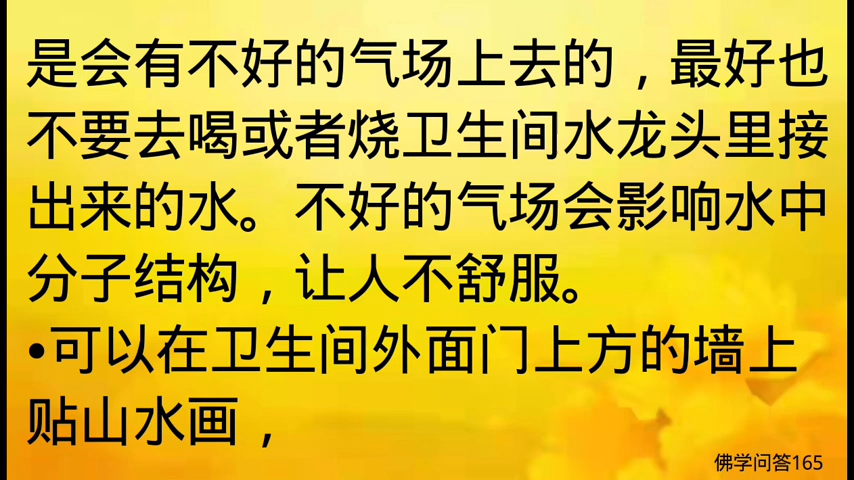 是会有不好的气场上去的，最好也
不要去喝或者烧卫生间水龙头里接
出来的水。不好的气场会影响水中
分子结构，让人不舒服。
•可以在卫生间外面门上方的墙上
贴山水画，
佛学问答165